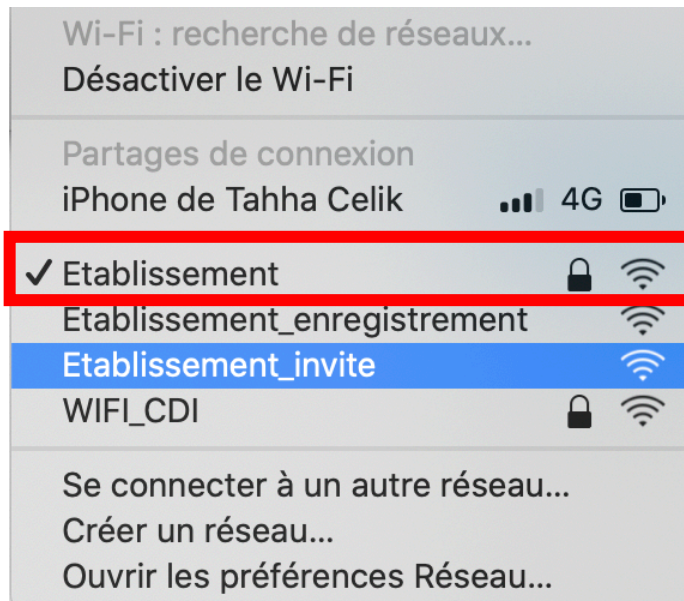 Wi-Fi : recherche de réseaux...
Désactiver le Wi-Fi
Partages de connexion
iPhone de Tahha Celik 4G
Etablissement
Etablissement_enregistrement
Etablissement_invite
WIFI_CDI
Se connecter à un autre réseau...
Créer un réseau...
Ouvrir les préférences Réseau...